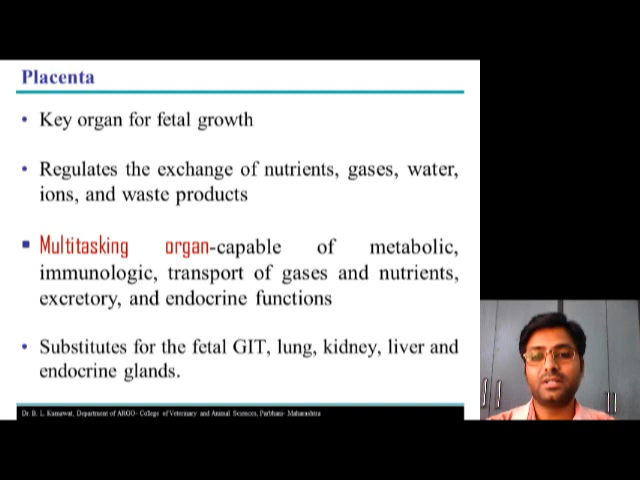 Placenta
• Key organ for fetal growth
• Regulates the exchange of nutrients, gases, water,
ions, and waste products
▪ Multitasking organ-capable of metabolic,
immunologic, transport of gases and nutrients,
excretory, and endocrine functions
• Substitutes for the fetal GIT, lung, kidney, liver and
endocrine glands.
Dr. B. L. Kumawat, Department of ARGO- College of Veterinary and Animal Sciences, Parbhani- Maharashtra